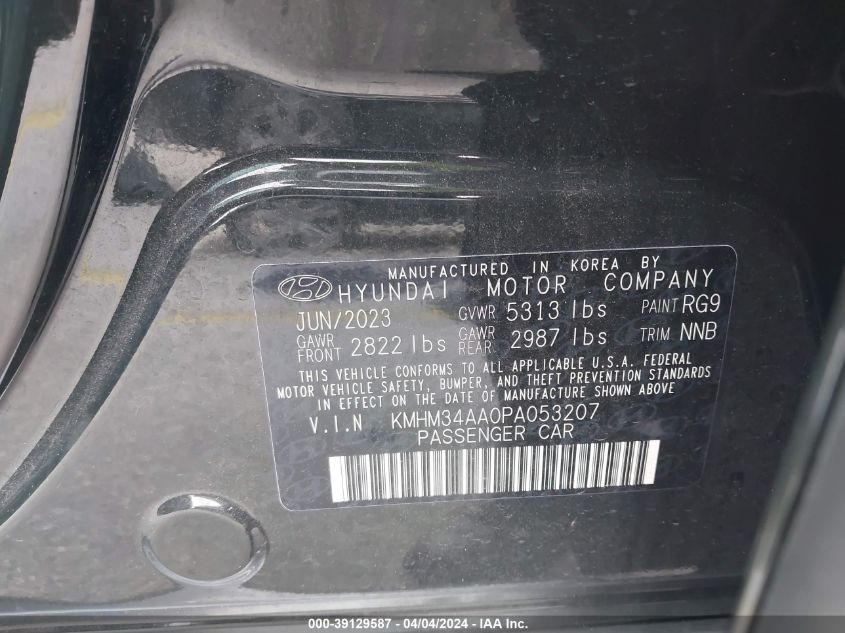 MANUFACTURED IN KOREA BY
HYUNDAI MOTOR COMPANY
JUN/2023 GVWR 5313 lbs PAINT RG9
GAWR FRONT 2822 lbs GAWR REAR 2987 lbs TRIM NNB
THIS VEHICLE CONFORMS TO ALL APPLICABLE U.S.A. FEDERAL
MOTOR VEHICLE SAFETY, BUMPER, AND THEFT PREVENTION STANDARDS
IN EFFECT ON THE DATE OF MANUFACTURE SHOWN ABOVE
V.I.N KMHM34AA0PA053207
PASSENGER CAR
000-39129587 - 04/04/2024 - IAA Inc.